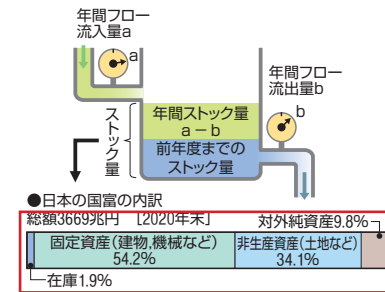 年間フロー
流入量a
a
年間フロー
流出量b
b
ストック量
年間ストック量
a－b
前年度までの
ストック量
●日本の国富の内訳
総額3669兆円 [2020年末]
対外純資産9.8%
固定資産(建物,機械など)
54.2%
非生産資産(土地など)
34.1%
在庫1.9%